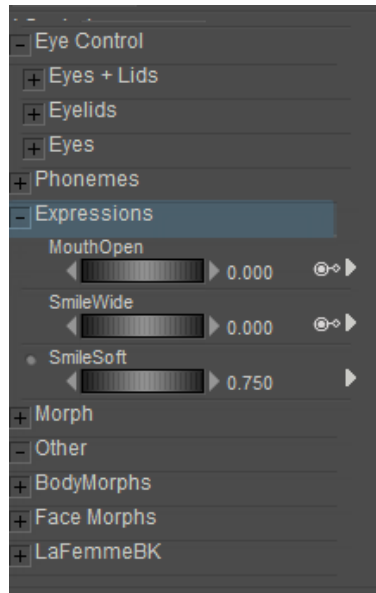 Eye Control
Eyes + Lids
Eyelids
Eyes
Phonemes
Expressions
MouthOpen
0.000
SmileWide
0.000
SmileSoft
0.750
Morph
Other
BodyMorphs
Face Morphs
LaFemmeBK